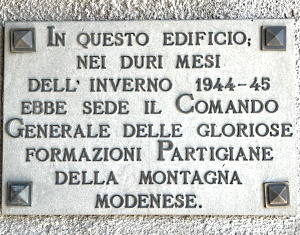 IN QUESTO EDIFICIO;
NEI DURI MESI
DELL' INVERNO 1944-45
EBBE SEDE IL COMANDO
GENERALE DELLE GLORIOSE
FORMAZIONI PARTIGIANE
DELLA MONTAGNA
MODENESE.